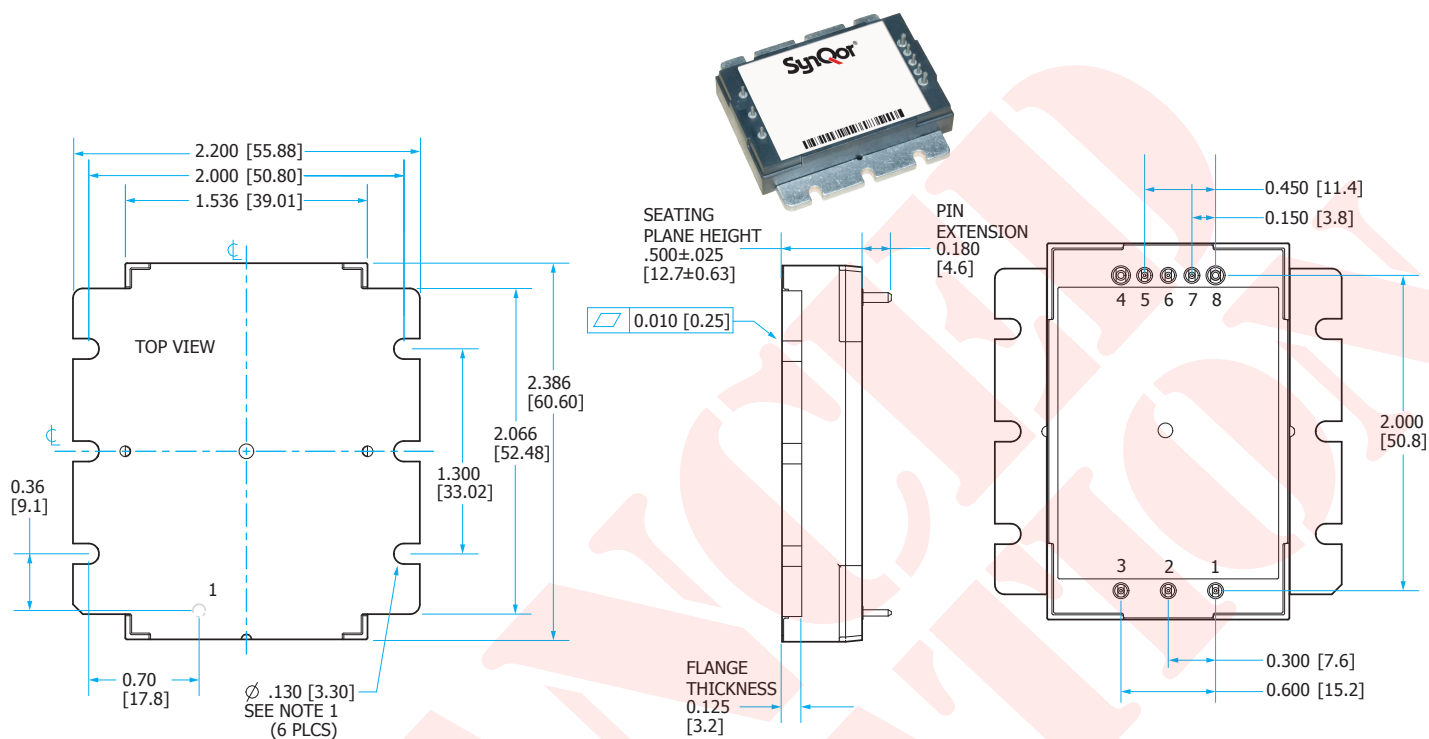 SynQor
2.200 [55.88]
2.000 [50.80]
1.536 [39.01]
TOP VIEW
2.386
[60.60]
2.066
[52.48]
1.300
[33.02]
0.36
[9.1]
1
0.70
[17.8]
Ø .130 [3.30]
SEE NOTE 1
(6 PLCS)
SEATING
PLANE HEIGHT
.500±.025
[12.7±0.63]
PIN
EXTENSION
0.180
[4.6]
0.010 [0.25]
FLANGE
THICKNESS
0.125
[3.2]
0.450 [11.4]
0.150 [3.8]
4 5 6 7 8
2.000
[50.8]
3 2 1
0.300 [7.6]
0.600 [15.2]